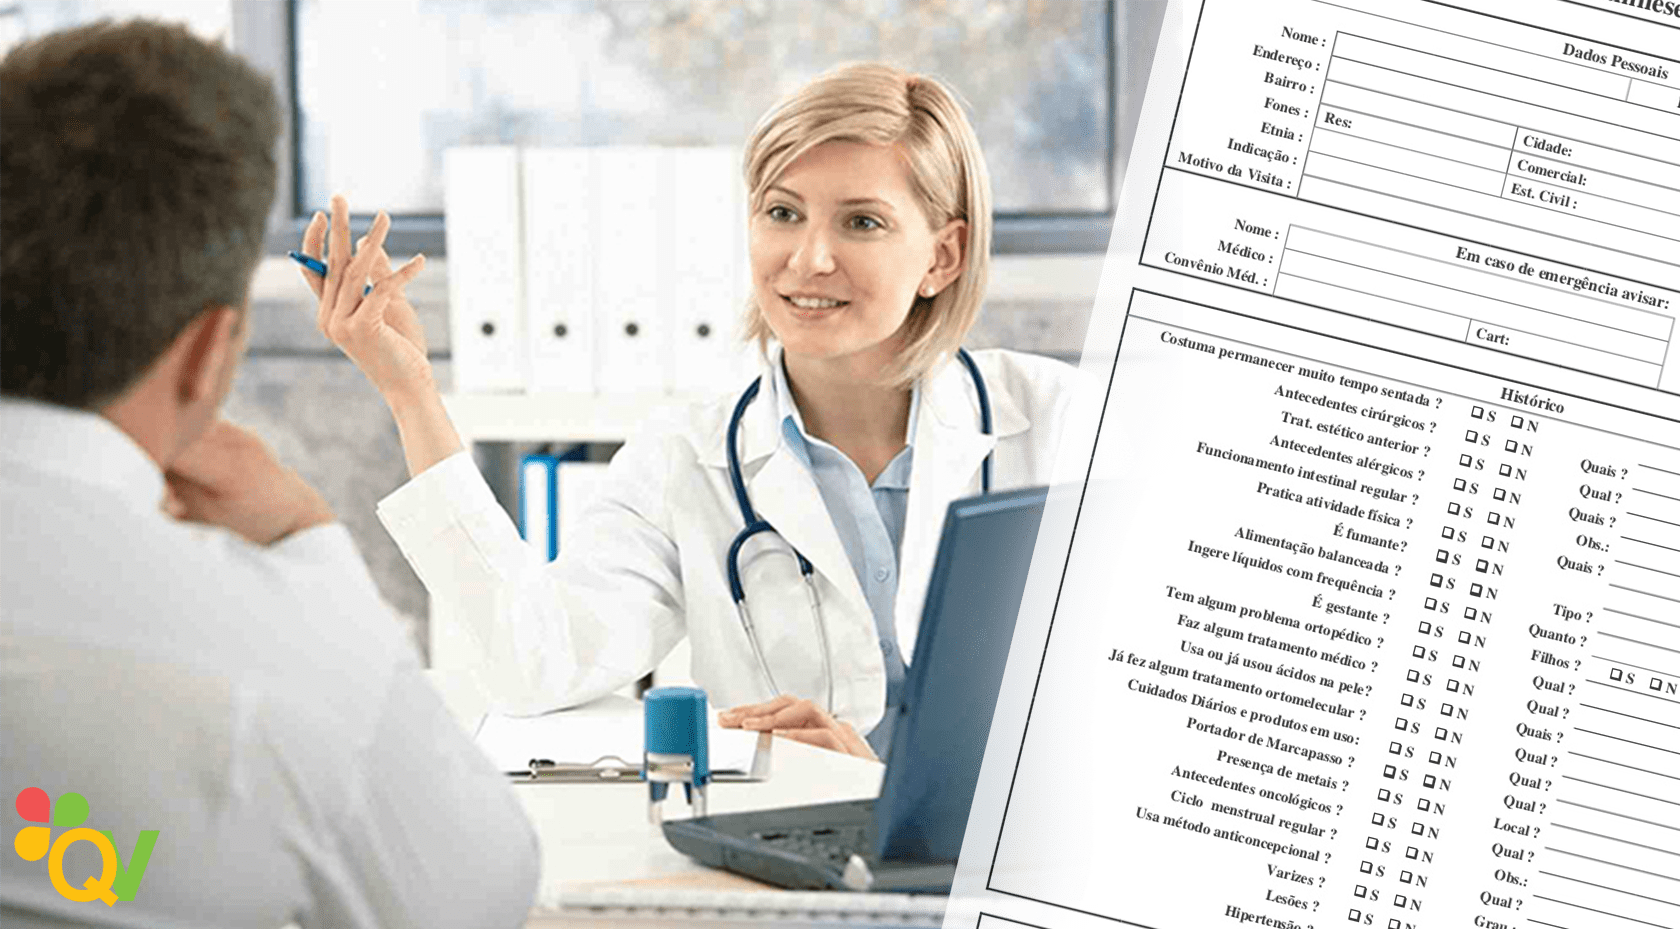 Dados Pessoais
Nome :
Endereço :
Bairro :
Fones : Res: Cidade:
Etnia : Comercial:
Indicação : Est. Civil :
Motivo da Visita :
Em caso de emergência avisar:
Nome :
Médico :
Convênio Méd. : Cart:
Histórico
Costuma permanecer muito tempo sentada ? S N
Antecedentes cirúrgicos ? S N Quais ?
Trat. estético anterior ? S N Qual ?
Antecedentes alérgicos ? S N Quais ?
Funcionamento intestinal regular ? S N Obs.:
Pratica atividade física ? S N Quais ?
É fumante? S N
Alimentação balanceada ? S N Tipo ?
Ingere líquidos com frequência ? S N Quanto ?
É gestante ? S N Filhos ? S N
Tem algum problema ortopédico ? S N Qual ?
Faz algum tratamento médico ? S N Qual ?
Usa ou já usou ácidos na pele? S N Quais ?
Já fez algum tratamento ortomelecular ? S N Qual ?
Cuidados Diários e produtos em uso: S N Qual ?
Portador de Marcapasso ? S N Qual ?
Presença de metais ? S N Local ?
Antecedentes oncológicos ? S N Qual ?
Ciclo menstrual regular ? S N Obs.:
Usa método anticoncepcional ? S N Qual ?
Varizes ? S N Grau :
Lesões ? S N
Hipertensão ? S N
QV